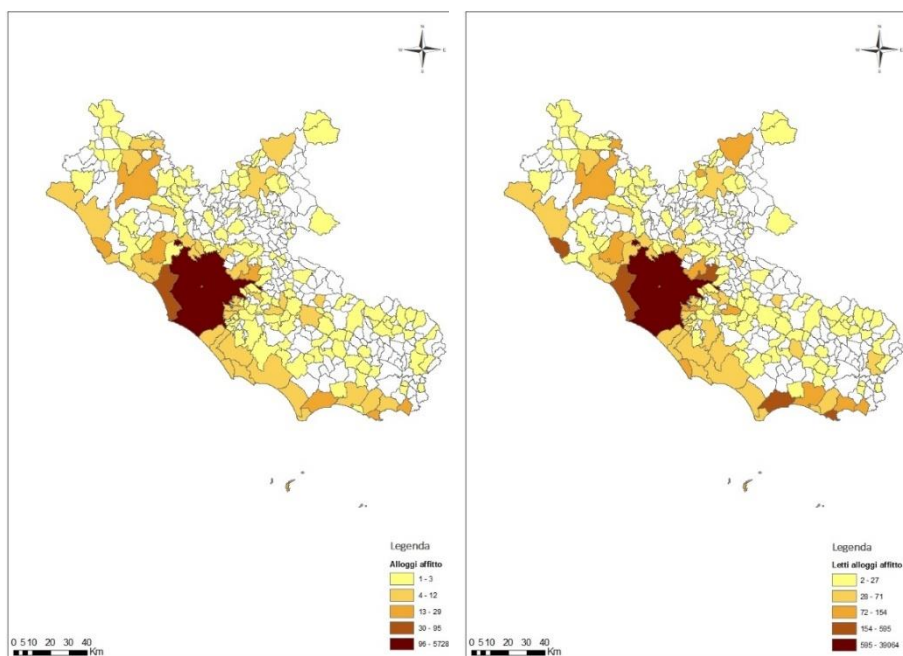 N
W E
S
Legenda
Alloggi affitto
1 - 3
4 - 12
13 - 29
30 - 95
96 - 5728
0 5 10 20 30 40
Km
N
W E
S
Legenda
Letti alloggi affitto
2 - 27
28 - 71
72 - 154
154 - 595
595 - 39064
0 5 10 20 30 40
Km